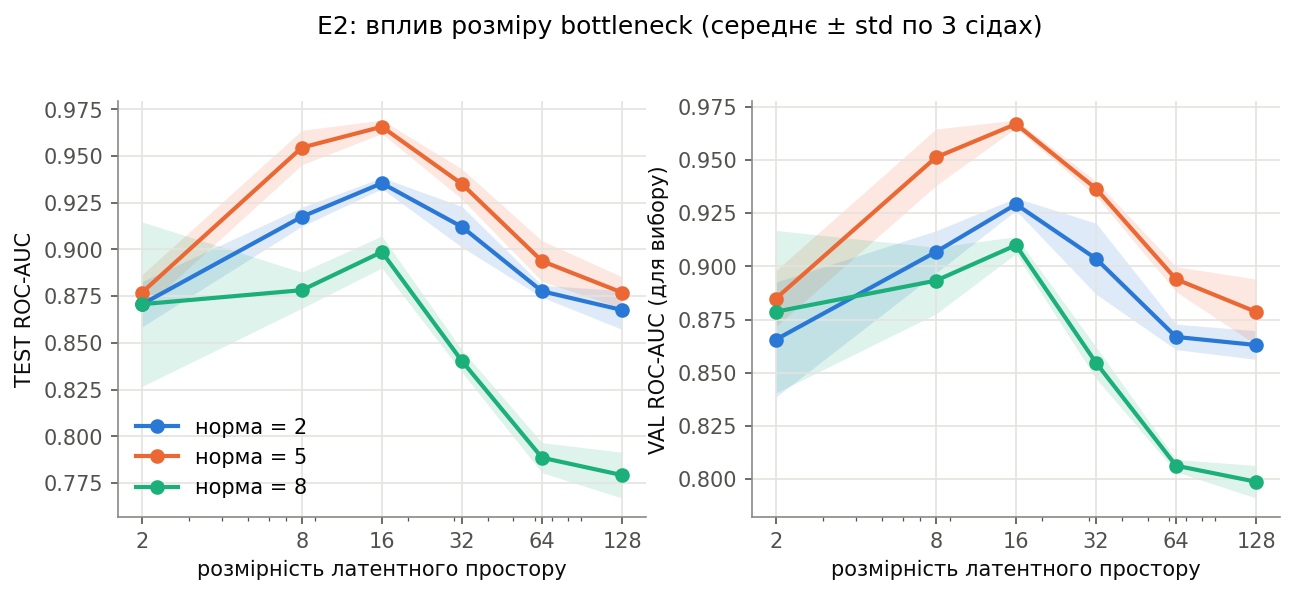 E2: вплив розміру bottleneck (середнє ± std по 3 сідах)
TEST ROC-AUC
0.975
0.950
0.925
0.900
0.875
0.850
0.825
0.800
0.775
норма = 2
норма = 5
норма = 8
2 8 16 32 64 128
розмірність латентного простору
VAL ROC-AUC (для вибору)
0.975
0.950
0.925
0.900
0.875
0.850
0.825
0.800
2 8 16 32 64 128
розмірність латентного простору